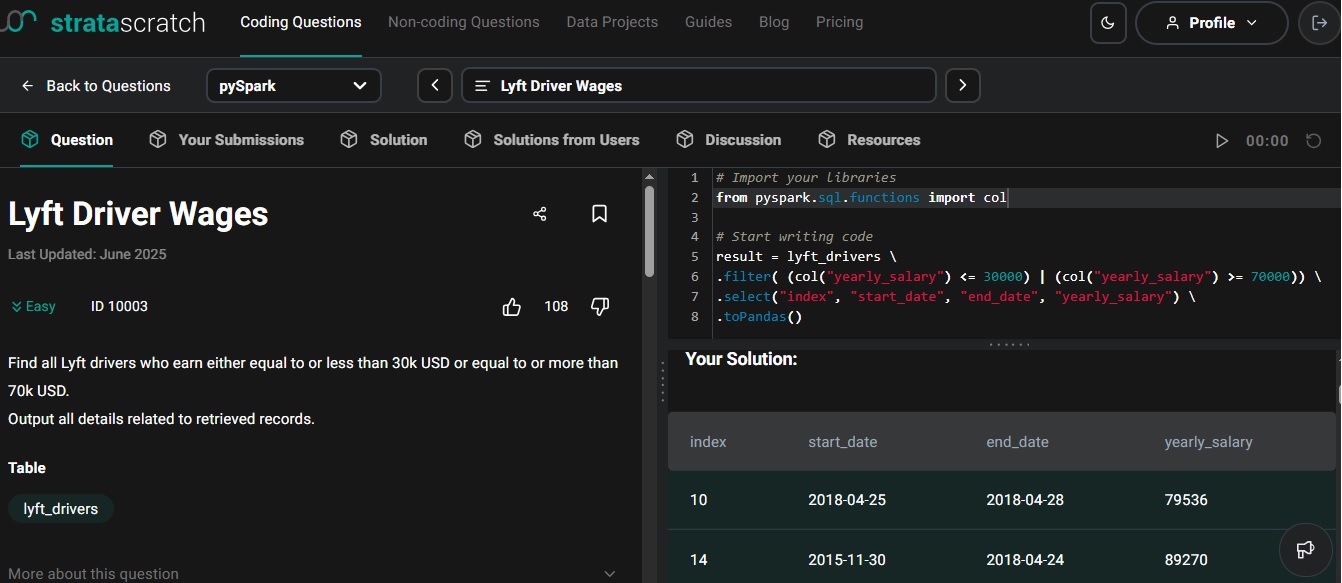 stratascratch
Coding Questions
Non-coding Questions
Data Projects
Guides
Blog
Pricing
Profile
Back to Questions
pySpark
Lyft Driver Wages
Question
Your Submissions
Solution
Solutions from Users
Discussion
Resources
00:00
Lyft Driver Wages
Last Updated: June 2025
Easy
ID 10003
108
Find all Lyft drivers who earn either equal to or less than 30k USD or equal to or more than
70k USD.
Output all details related to retrieved records.
Table
lyft_drivers
More about this question
1 # Import your libraries
2 from pyspark.sql.functions import col
3
4 # Start writing code
5 result = lyft_drivers \
6 .filter( (col("yearly_salary") <= 30000) | (col("yearly_salary") >= 70000)) \
7 .select("index", "start_date", "end_date", "yearly_salary") \
8 .toPandas()
Your Solution:
index start_date end_date yearly_salary
10 2018-04-25 2018-04-28 79536
14 2015-11-30 2018-04-24 89270